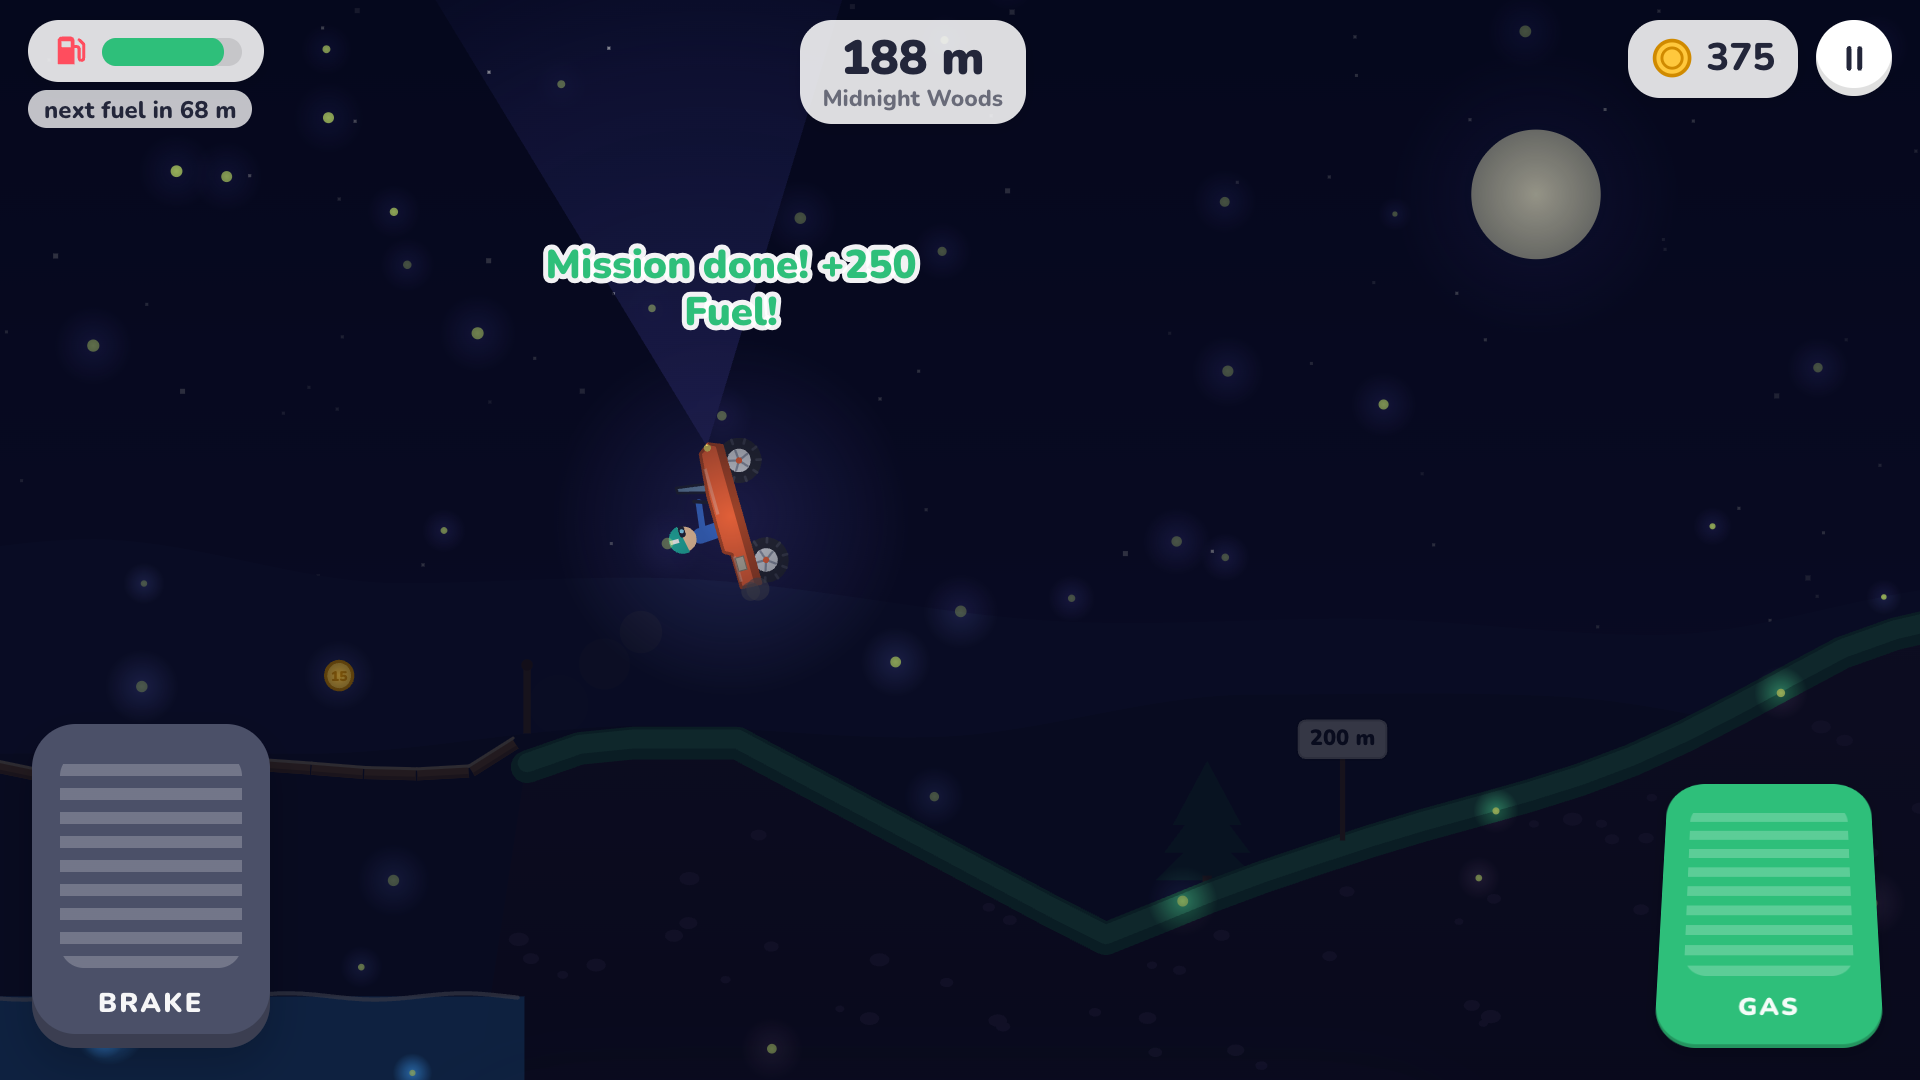 188 m
Midnight Woods
375
next fuel in 68 m
Mission done! +250
Fuel!
15
200 m
BRAKE
GAS